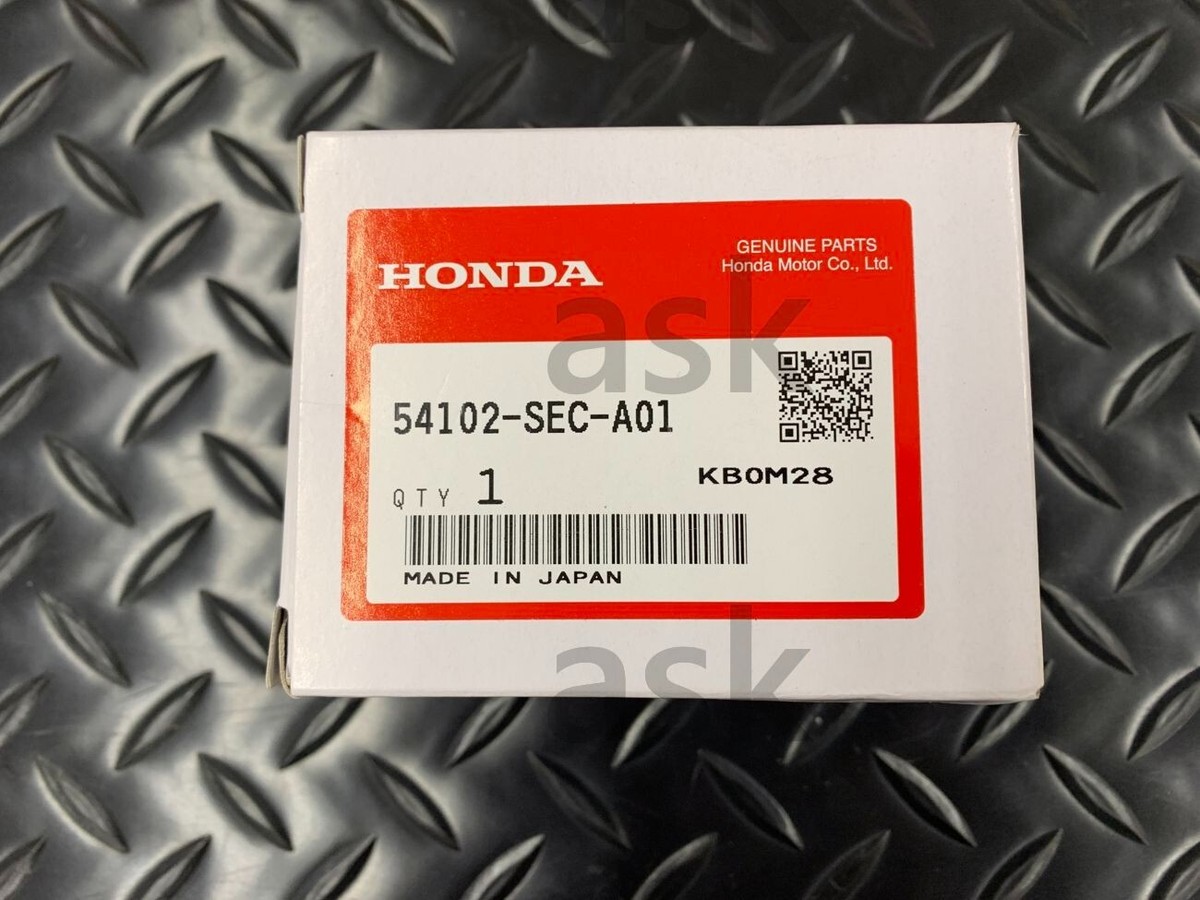 HONDA
GENUINE PARTS
Honda Motor Co., Ltd.
ask
54102-SEC-A01
KB0M28
QTY 1
MADE IN JAPAN
ask